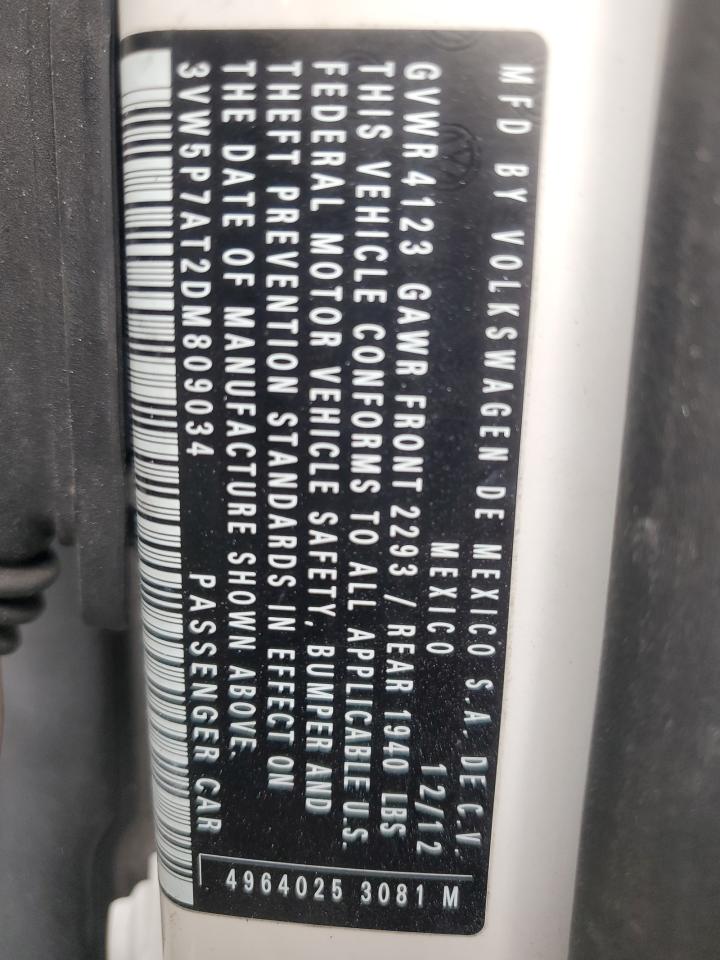 MFD BY VOLKSWAGEN DE MEXICO S.A. DE C.V.
MEXICO 12/12
GVWR 4123 GAWR FRONT 2293 / REAR 1940 LBS
THIS VEHICLE CONFORMS TO ALL APPLICABLE U.S.
FEDERAL MOTOR VEHICLE SAFETY, BUMPER AND
THEFT PREVENTION STANDARDS IN EFFECT ON
THE DATE OF MANUFACTURE SHOWN ABOVE.
3VW5P7AT2DM809034 PASSENGER CAR
4964025 3081 M